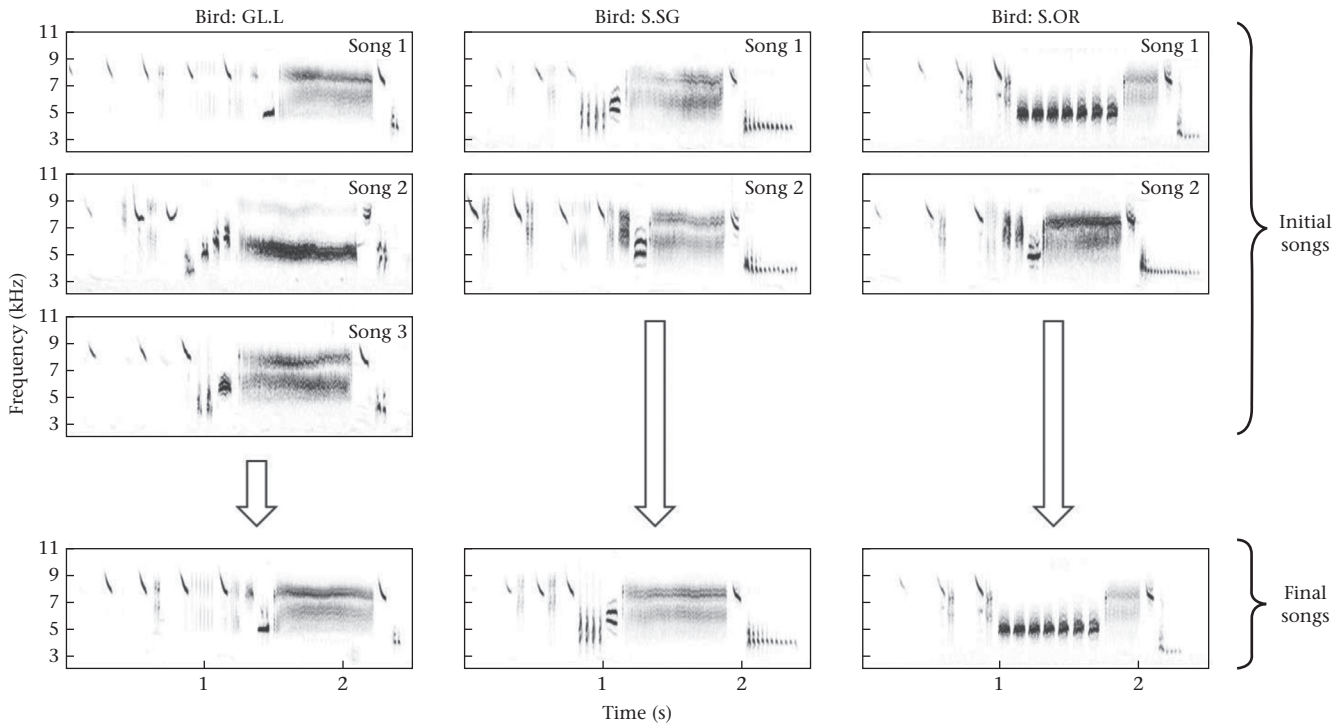 Bird: GL.L
Bird: S.SG
Bird: S.OR
11
9
7
5
3
Song 1
Song 1
Song 1
11
9
7
5
3
Song 2
Song 2
Song 2
Initial
songs
Frequency (kHz)
11
9
7
5
3
Song 3
11
9
7
5
3
Final
songs
1 2
1 2
1 2
Time (s)